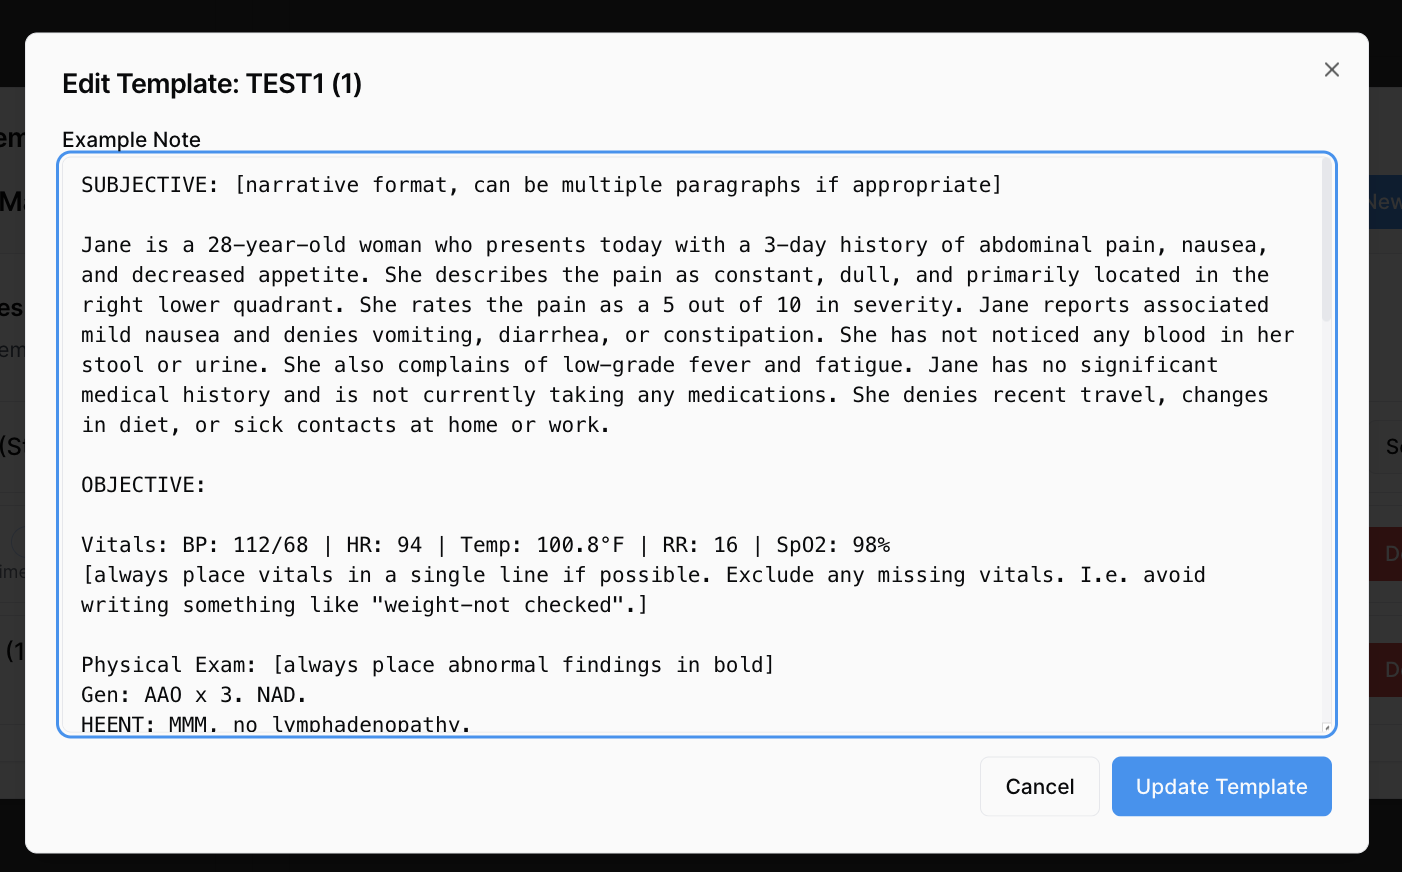 Edit Template: TEST1 (1)
Example Note
SUBJECTIVE: [narrative format, can be multiple paragraphs if appropriate]
Jane is a 28-year-old woman who presents today with a 3-day history of abdominal pain, nausea,
and decreased appetite. She describes the pain as constant, dull, and primarily located in the
right lower quadrant. She rates the pain as a 5 out of 10 in severity. Jane reports associated
mild nausea and denies vomiting, diarrhea, or constipation. She has not noticed any blood in her
stool or urine. She also complains of low-grade fever and fatigue. Jane has no significant
medical history and is not currently taking any medications. She denies recent travel, changes
in diet, or sick contacts at home or work.
OBJECTIVE:
Vitals: BP: 112/68 | HR: 94 | Temp: 100.8°F | RR: 16 | SpO2: 98%
[always place vitals in a single line if possible. Exclude any missing vitals. I.e. avoid
writing something like "weight-not checked".]
Physical Exam: [always place abnormal findings in bold]
Gen: AAO x 3. NAD.
HEENT: MMM. no lymphadenopathy.
Cancel
Update Template